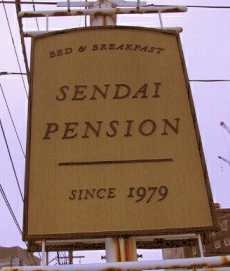 BED & BREAKFAST
SENDAI
PENSION
SINCE 1979